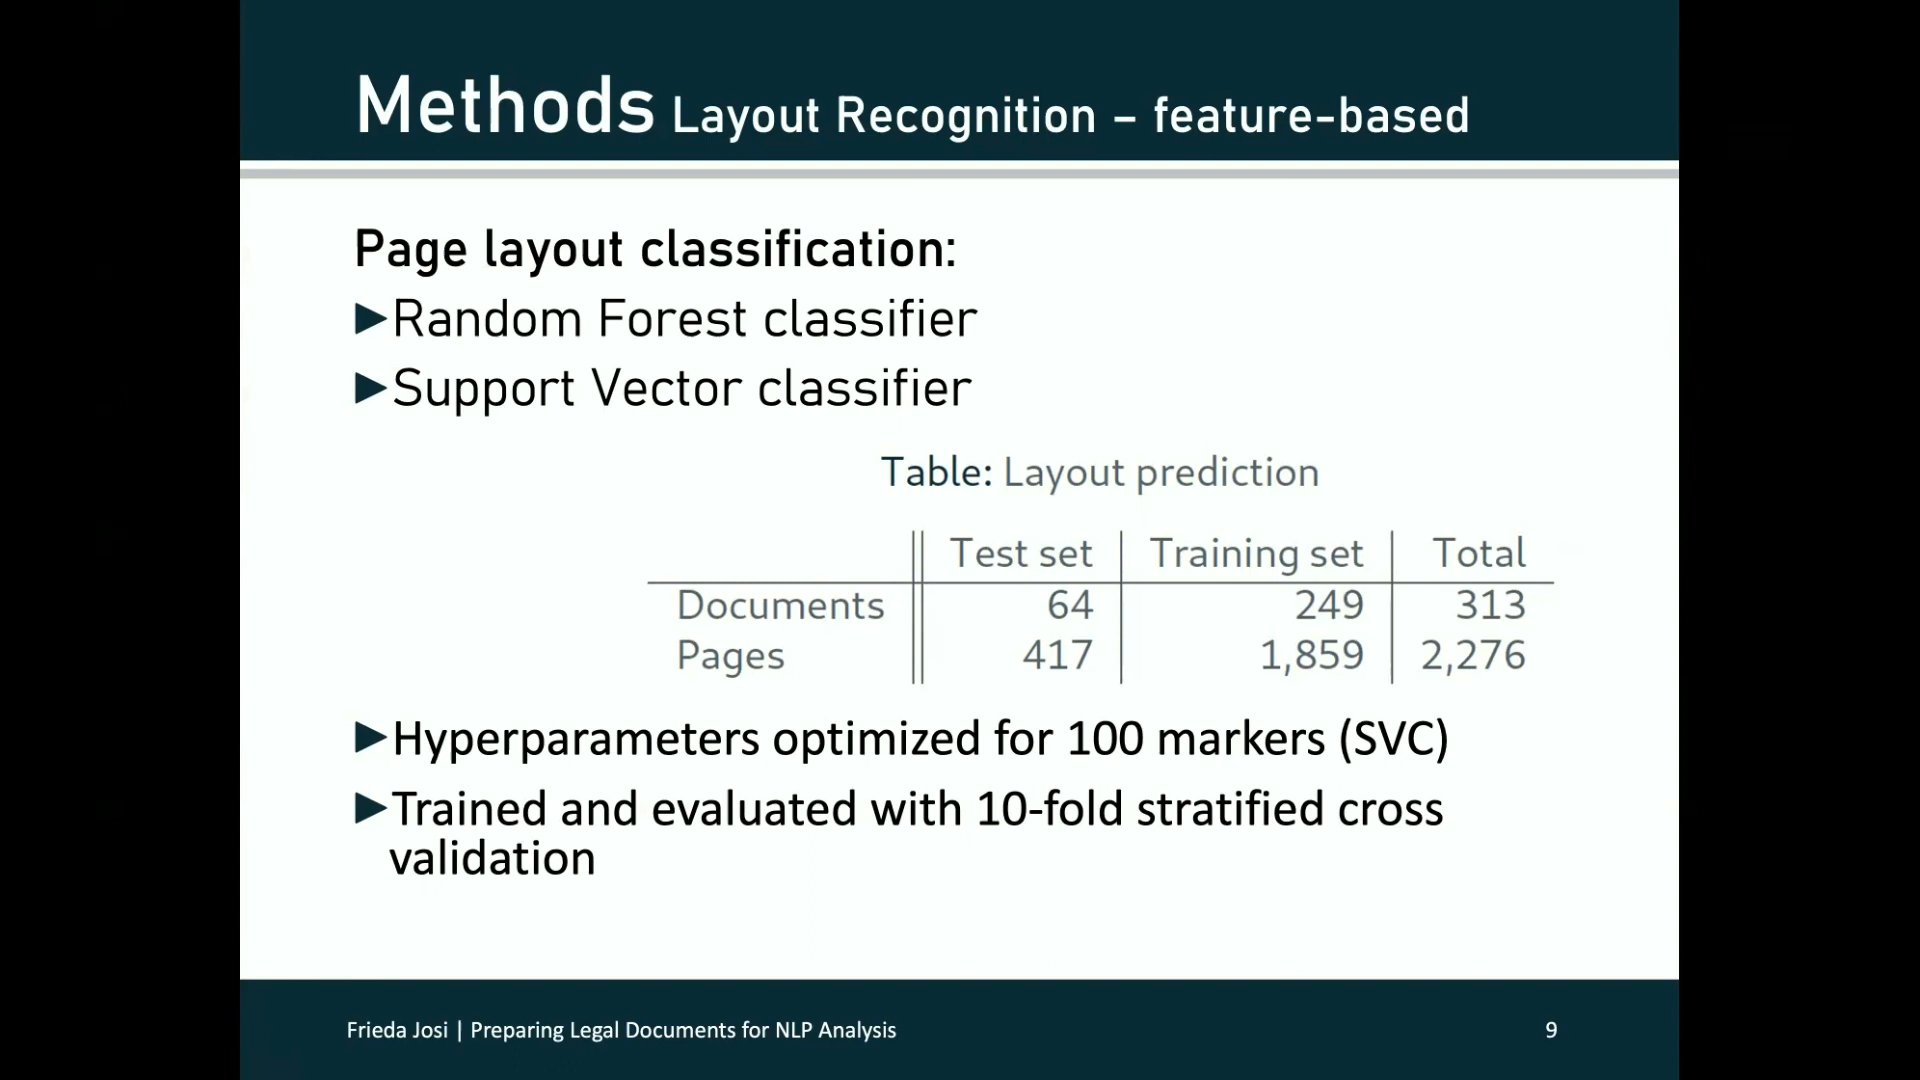 Methods Layout Recognition – feature-based
Page layout classification:
►Random Forest classifier
►Support Vector classifier
Table: Layout prediction
Test set Training set Total
Documents 64 249 313
Pages 417 1,859 2,276
►Hyperparameters optimized for 100 markers (SVC)
►Trained and evaluated with 10-fold stratified cross
validation
Frieda Josi | Preparing Legal Documents for NLP Analysis 9